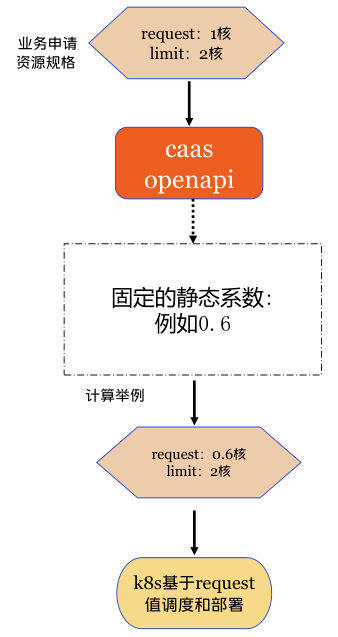 业务申请
资源规格
request：1核
limit：2核
caas
openapi
固定的静态系数：
例如0.6
计算举例
request：0.6核
limit：2核
k8s基于request
值调度和部署